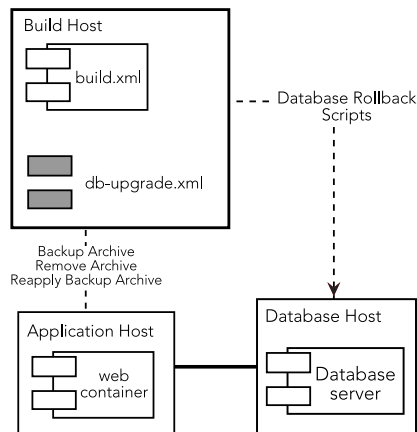 Build Host
build.xml
Database Rollback
Scripts
db-upgrade.xml
Backup Archive
Remove Archive
Reapply Backup Archive
Application Host
web
container
Database Host
Database
server